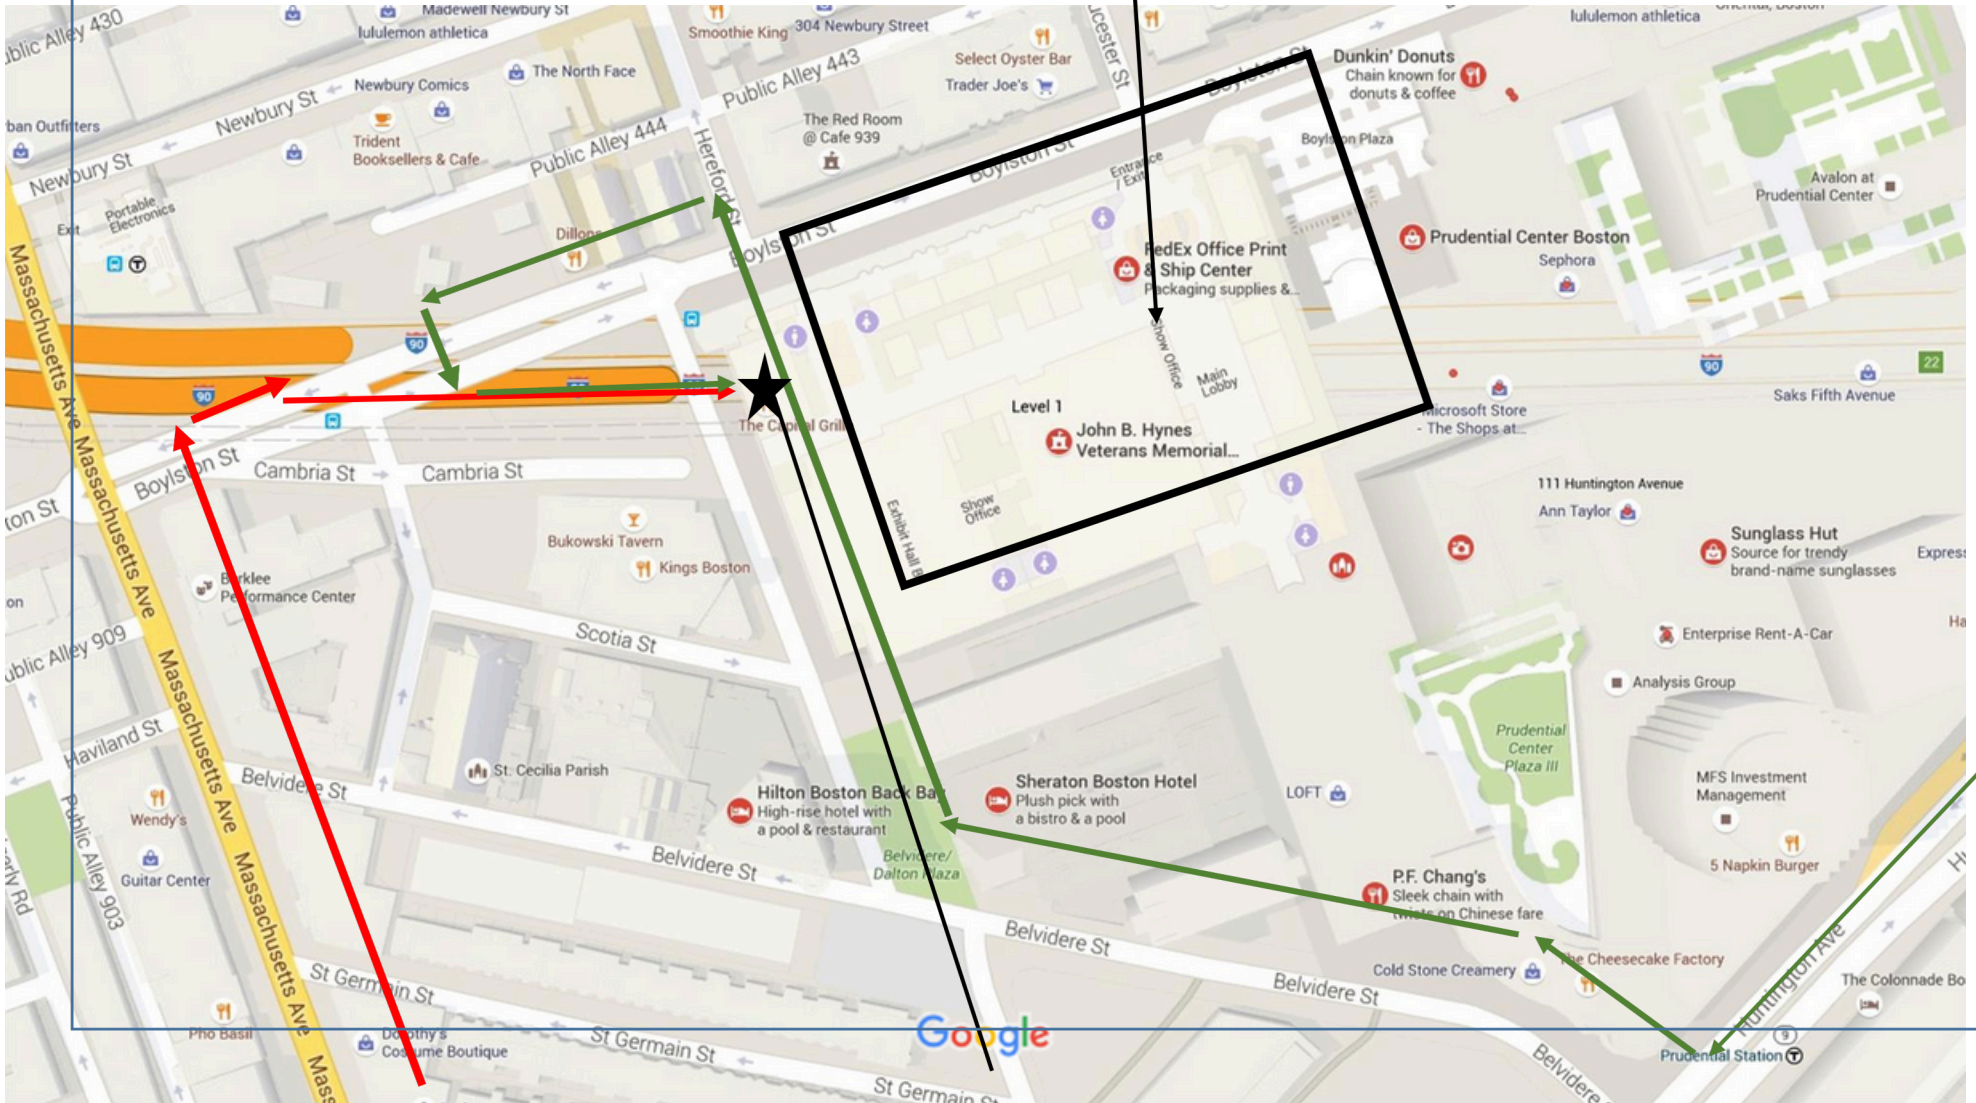 Public Alley 430
Madewell Newbury St
lululemon athletica
Smoothie King
304 Newbury Street
lululemon athletica
Select Oyster Bar
Trader Joe's
Boylston St
Dunkin' Donuts
Chain known for
donuts & coffee
Newbury Comics
The North Face
Public Alley 443
Newbury St
Trident
Booksellers & Cafe
Public Alley 444
Hereford St
The Red Room
@ Cafe 939
Boylston St
Entrance
/ Exit
Boylston Plaza
Avalon at
Prudential Center
Newbury St
Portable
Electronics
Exit
T
Dillons
Boylston St
FedEx Office Print
& Ship Center
Packaging supplies &...
Prudential Center Boston
Sephora
90
90
90
22
Saks Fifth Avenue
Show Office
Main
Lobby
Microsoft Store
- The Shops at...
The Capital Grille
Level 1
John B. Hynes
Veterans Memorial...
Massachusetts Ave
Massachusetts Ave
Massachusetts Ave
Massachusetts Ave
Boylston St
Cambria St
Cambria St
Show
Office
Exhibit Hall B
111 Huntington Avenue
Ann Taylor
Sunglass Hut
Source for trendy
brand-name sunglasses
Express
Bukowski Tavern
Kings Boston
Berklee
Performance Center
Scotia St
Public Alley 909
Enterprise Rent-A-Car
Analysis Group
Haviland St
Belvidere St
St. Cecilia Parish
Hilton Boston Back Bay
High-rise hotel with
a pool & restaurant
Sheraton Boston Hotel
Plush pick with
a bistro & a pool
LOFT
Prudential
Center
Plaza III
MFS Investment
Management
5 Napkin Burger
Wendy's
Guitar Center
Public Alley 903
Belvidere St
Belvidere/
Dalton Plaza
P.F. Chang's
Sleek chain with
twists on Chinese fare
Belvidere St
Cold Stone Creamery
The Cheesecake Factory
Huntington Ave
The Colonnade Bo
Belvidere St
St Germain St
Pho Basil
Dorothy's
Costume Boutique
St Germain St
Google
9
Prudential Station
T
St Germain St
Belvidere